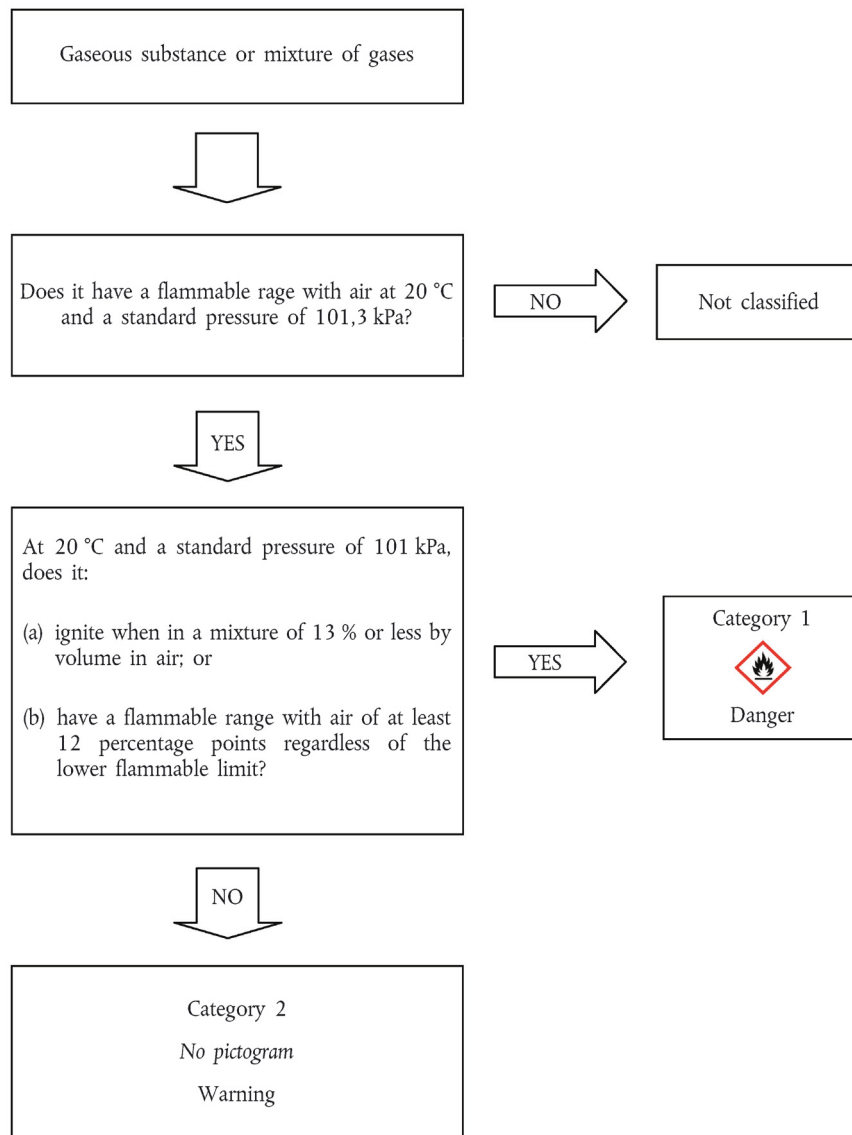 Gaseous substance or mixture of gases
Does it have a flammable rage with air at 20 °C
and a standard pressure of 101,3 kPa?
NO
Not classified
YES
At 20 °C and a standard pressure of 101 kPa,
does it:
(a) ignite when in a mixture of 13 % or less by
volume in air; or
(b) have a flammable range with air of at least
12 percentage points regardless of the
lower flammable limit?
YES
Category 1
Danger
NO
Category 2
No pictogram
Warning